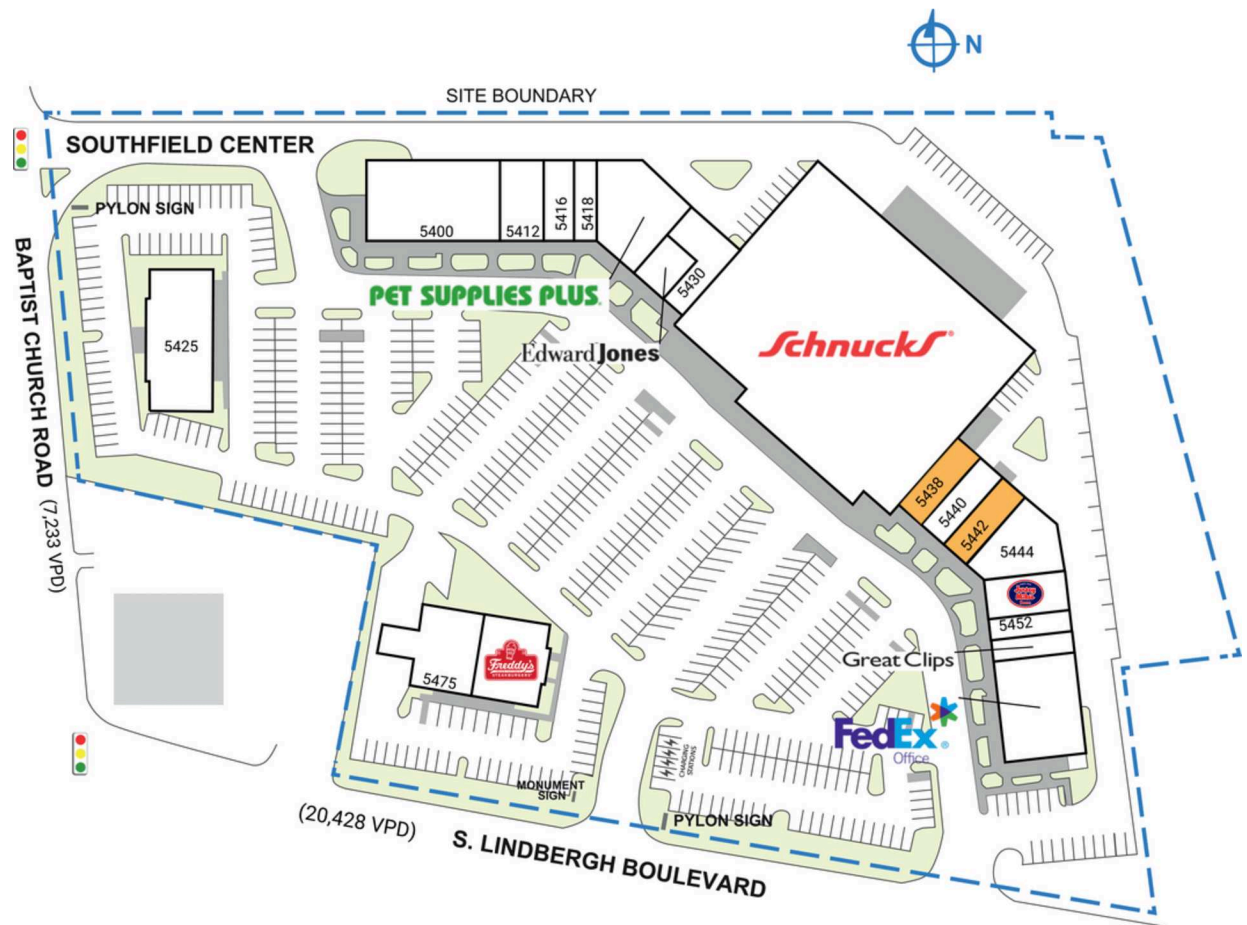 N
SITE BOUNDARY
SOUTHFIELD CENTER
PYLON SIGN
BAPTIST CHURCH ROAD (7,233 VPD)
5425
5400
5412
5416
5418
5430
PET SUPPLIES PLUS.
Edward Jones
Schnucks®
5438
5440
5442
5444
5452
Great Clips
FedEx®
Office
Freddy's
5475
CHARGING
STATIONS
MONUMENT
SIGN
PYLON SIGN
(20,428 VPD)
S. LINDBERGH BOULEVARD